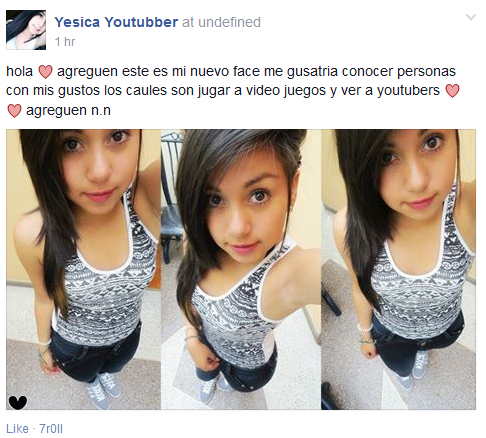 Yesica Youtubber at undefined
1 hr
hola agreguen este es mi nuevo face me gusatria conocer personas
con mis gustos los caules son jugar a video juegos y ver a youtubers
agreguen n.n
Like · 7r0ll